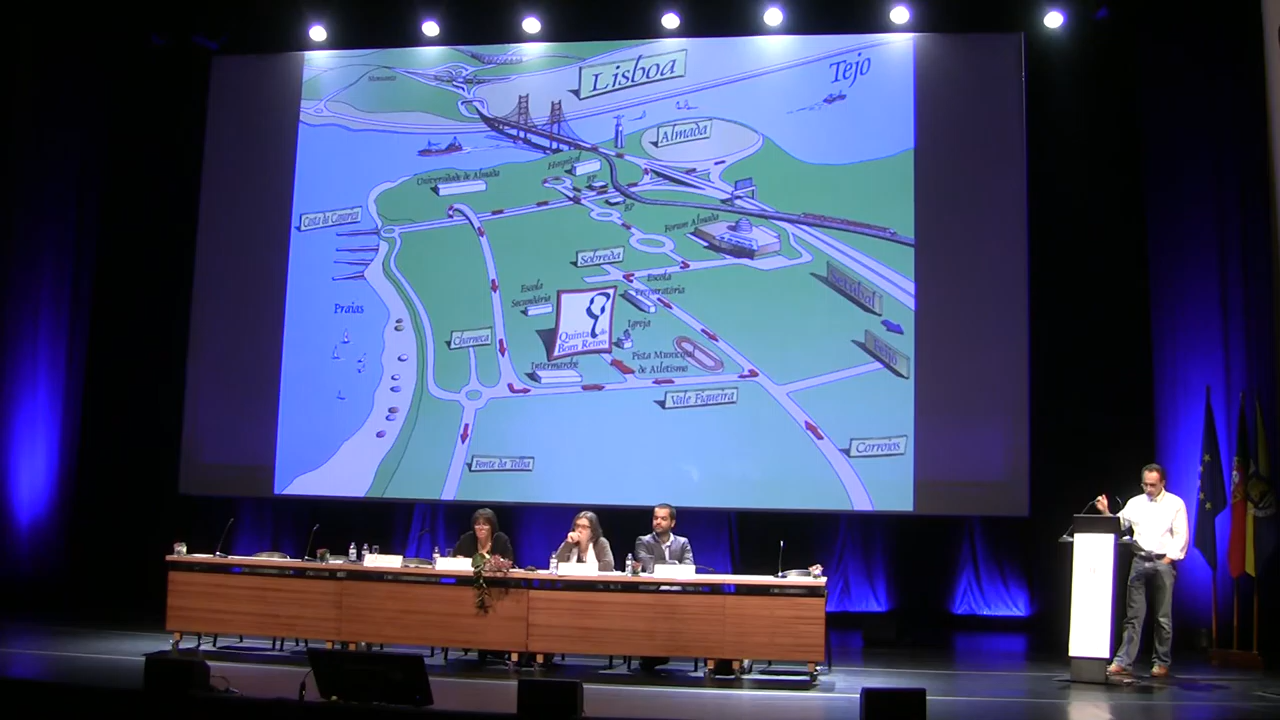 Lisboa
Tejo
Monsanto
Almada
Hospital
BP
BP
Universidade de Almada
Costa da Caparica
Forum Almada
Sobreda
Escola
Preparatória
Escola
Secundária
Setúbal
Praias
Igreja
Quinta do
Bom Retiro
Charneca
Feijó
Pista Municipal
de Atletismo
Intermarché
Vale Figueira
Corroios
Fonte da Telha